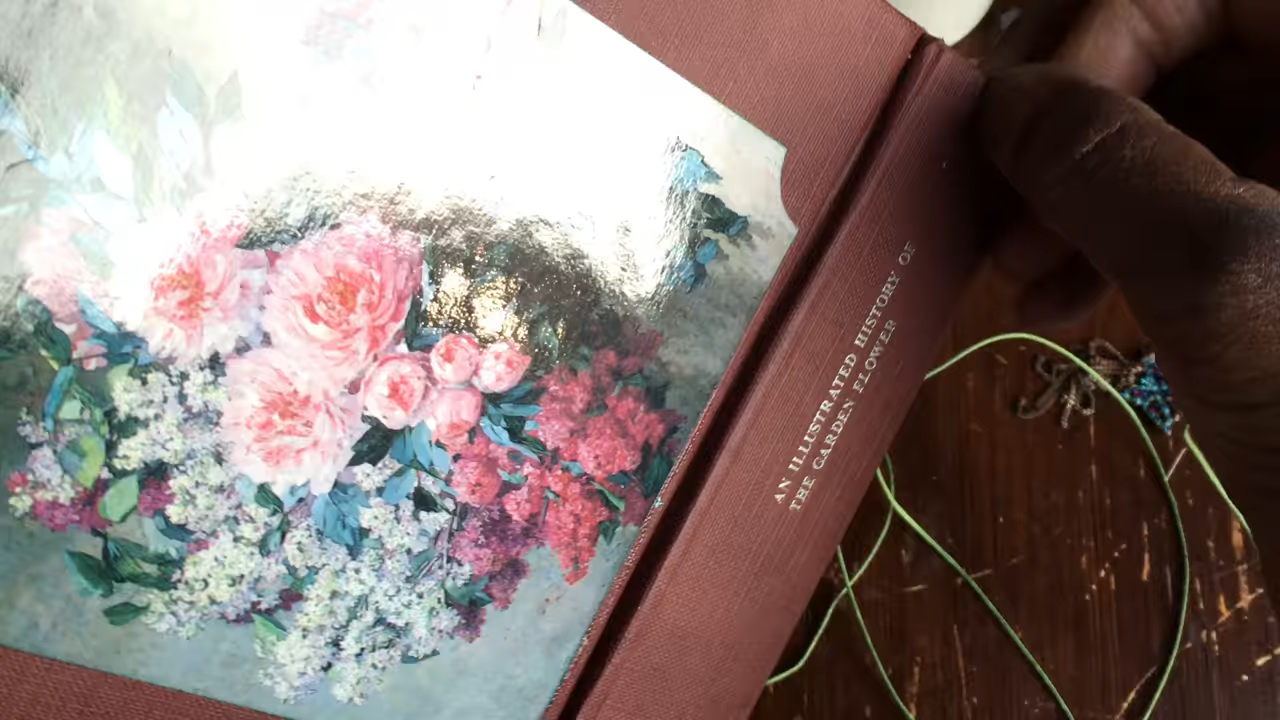 AN ILLUSTRATED HISTORY OF
THE GARDEN FLOWER